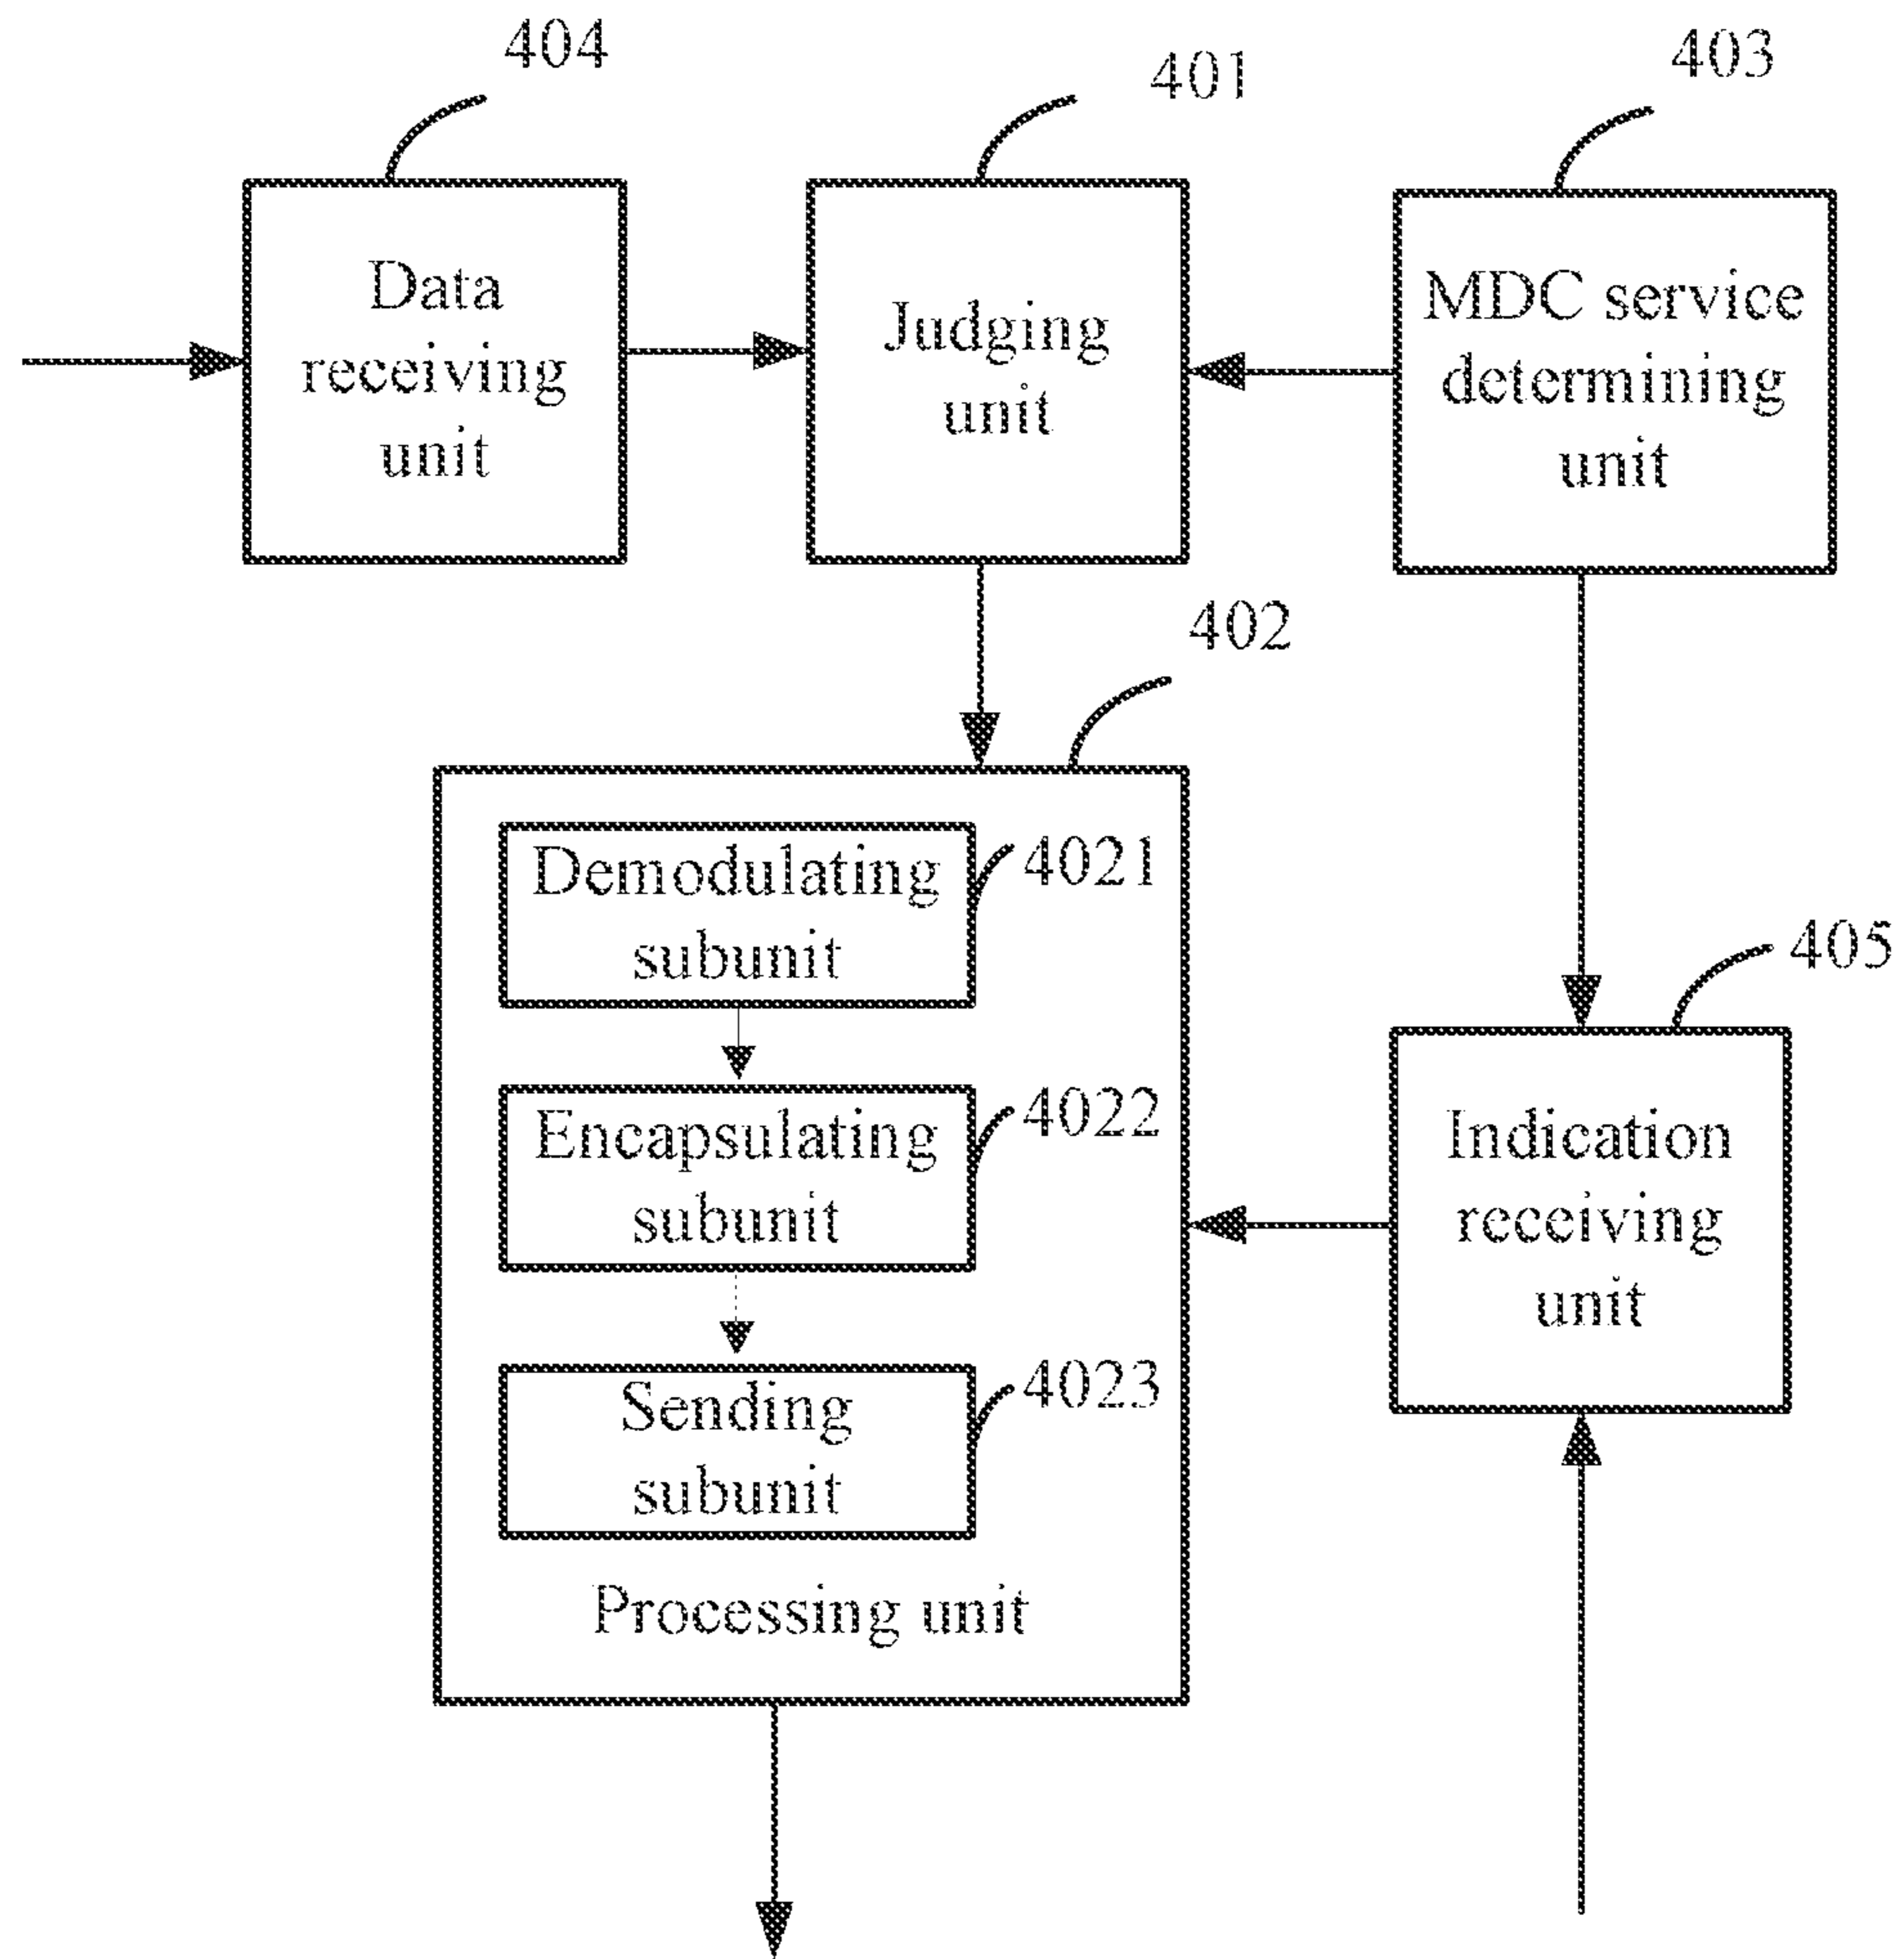 404
401
403
Data
receiving
unit
Judging
unit
MDC service
determining
unit
402
Demodulating
subunit
4021
405
Encapsulating
subunit
4022
Indication
receiving
unit
Sending
subunit
4023
Processing unit